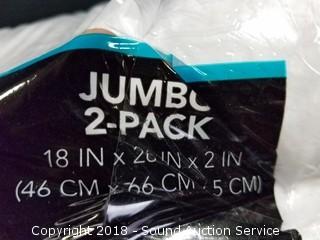 JUMBO
2-PACK
18 IN x 26 IN x 2 IN
(46 CM x 66 CM x 5 CM)
Copyright 2018 - Sound Auction Service